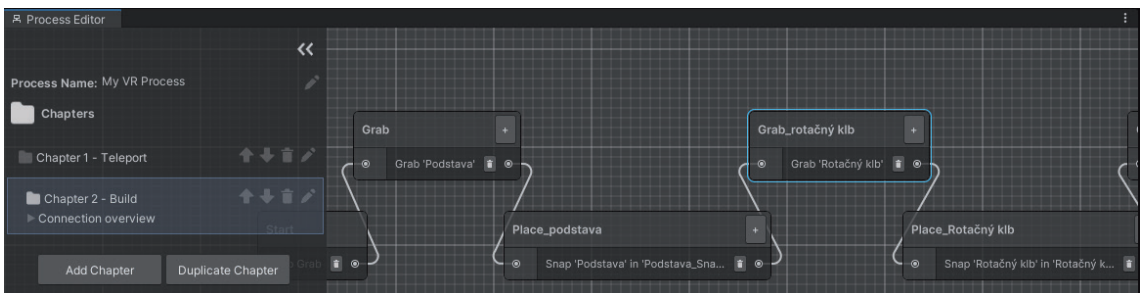 Process Editor
Process Name: My VR Process
Chapters
Chapter 1 - Teleport
Chapter 2 - Build
Connection overview
Add Chapter
Duplicate Chapter
Start
Grab
Grab
Grab 'Podstava'
Place_podstava
Snap 'Podstava' in 'Podstava_Sna...
Grab_rotačný klb
Grab 'Rotačný klb'
Place_Rotačný klb
Snap 'Rotačný klb' in 'Rotačný k...